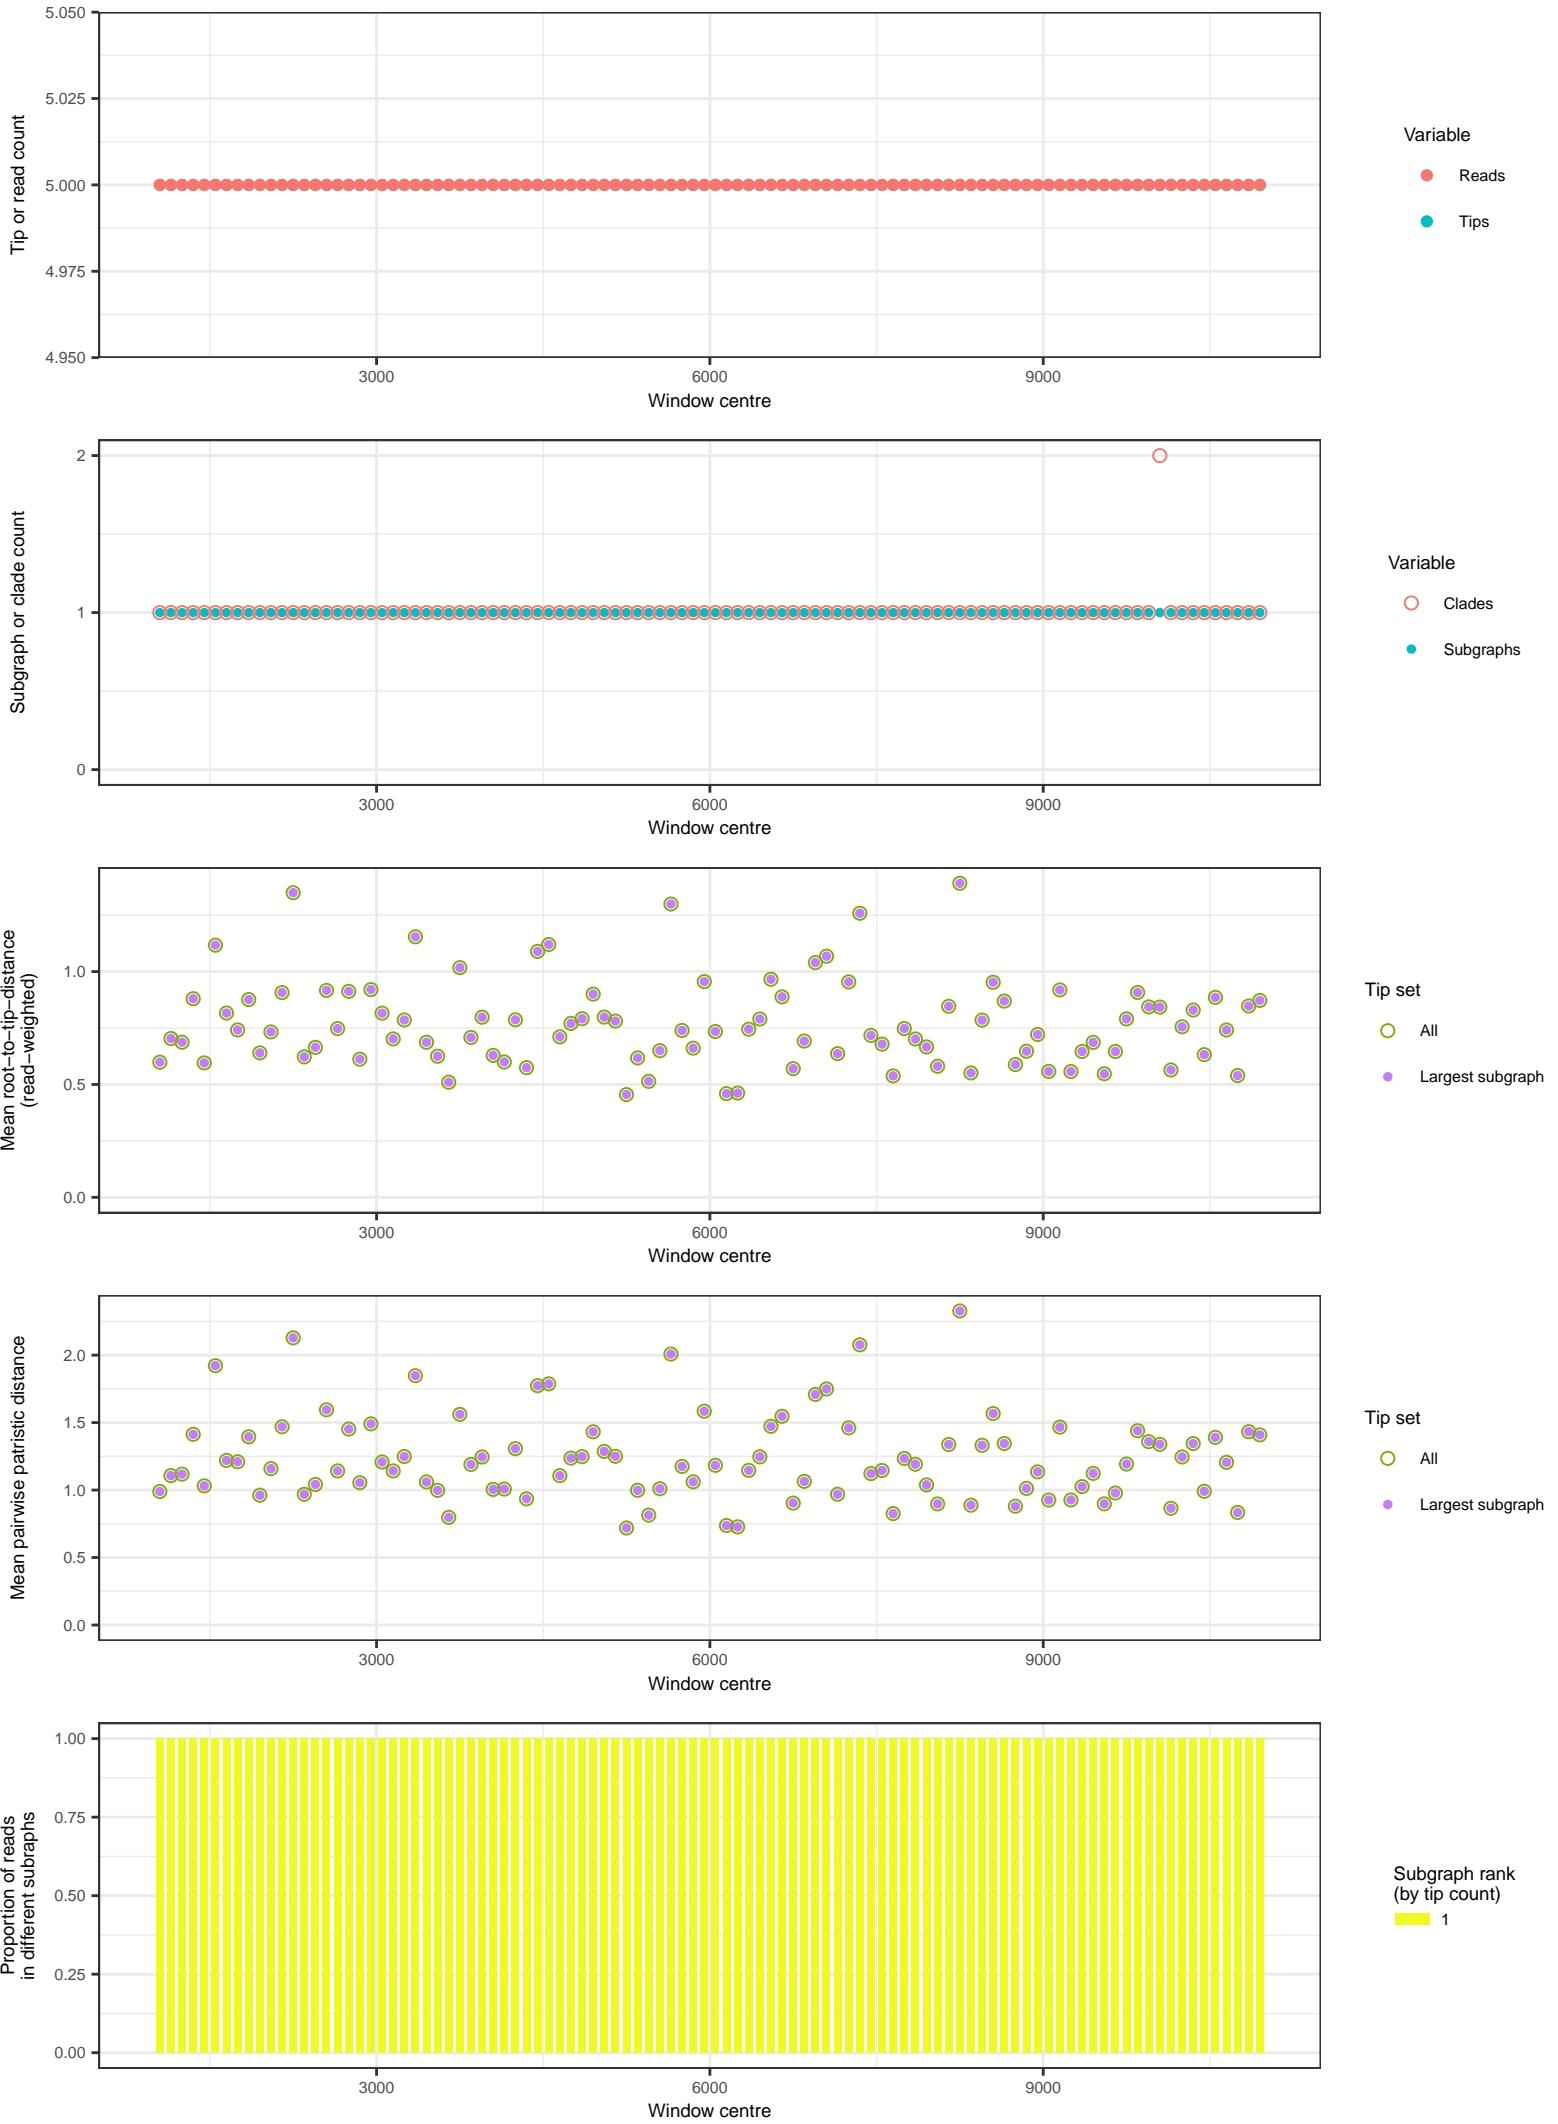 5.050
5.025
5.000
4.975
4.950
Tip or read count
3000
6000
9000
Window centre
Variable
Reads
Tips
2
1
0
Subgraph or clade count
3000
6000
9000
Window centre
Variable
Clades
Subgraphs
1.0
0.5
0.0
Mean root−to−tip−distance
(read−weighted)
3000
6000
9000
Window centre
Tip set
All
Largest subgraph
2.0
1.5
1.0
0.5
0.0
Mean pairwise patristic distance
3000
6000
9000
Window centre
Tip set
All
Largest subgraph
1.00
0.75
0.50
0.25
0.00
Proportion of reads
in different subraphs
3000
6000
9000
Window centre
Subgraph rank
(by tip count)
1